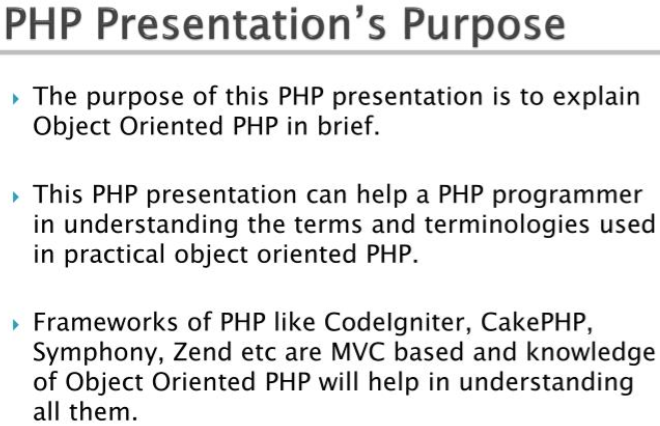 PHP Presentation's Purpose
The purpose of this PHP presentation is to explain
Object Oriented PHP in brief.
This PHP presentation can help a PHP programmer
in understanding the terms and terminologies used
in practical object oriented PHP.
Frameworks of PHP like CodeIgniter, CakePHP,
Symphony, Zend etc are MVC based and knowledge
of Object Oriented PHP will help in understanding
all them.